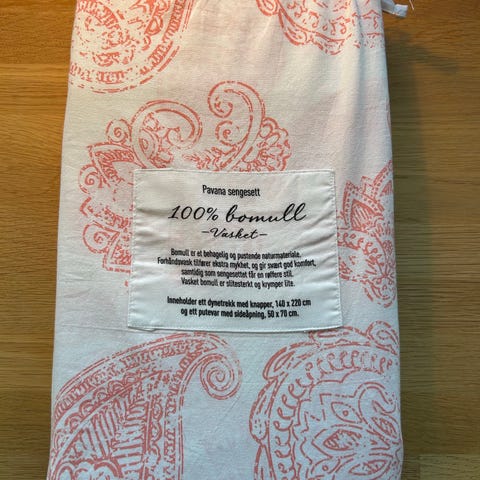 Pavana sengesett
100% bomull
-Vasket-
Bomull er et behagelig og pustende naturmateriale.
Forhåndsvask tilfører ekstra mykhet, og gir svært god komfort,
samtidig som sengesettet får en røffere stil.
Vasket bomull er slitesterkt og krymper lite.
Inneholder ett dynetrekk med knapper, 140 x 220 cm
og ett putevar med sideåpning, 50 x 70 cm.